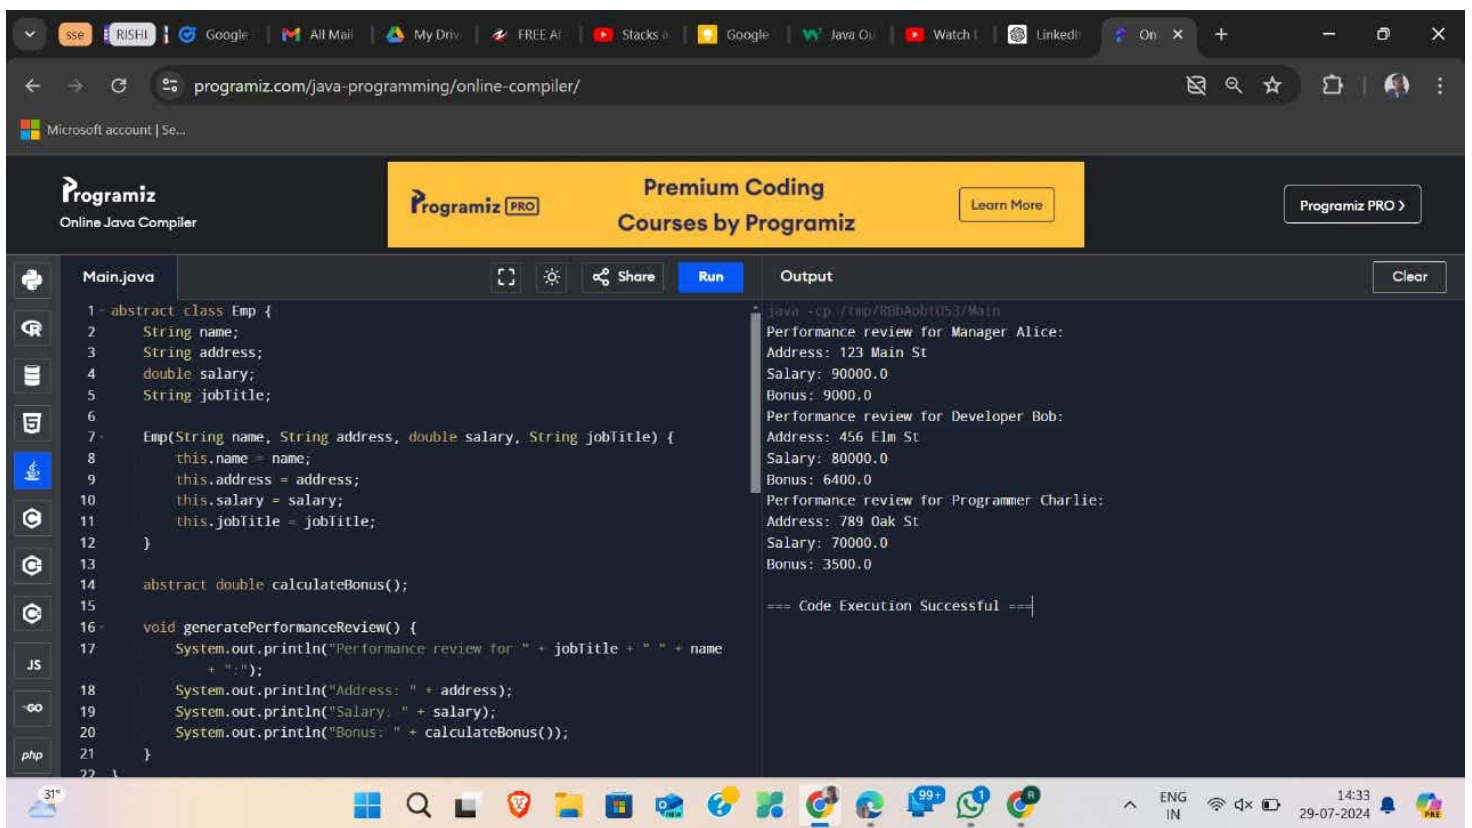 sse RISHI Google All Mail My Driv FREE AI Stacks a Google Java Ou Watch LinkedI On
programiz.com/java-programming/online-compiler/
Microsoft account | Se...
Programiz
Online Java Compiler
Programiz PRO
Premium Coding
Courses by Programiz
Learn More
Programiz PRO >
Main.java
Share
Run
Output
Clear
1 abstract class Emp {
2 String name;
3 String address;
4 double salary;
5 String jobTitle;
6
7 Emp(String name, String address, double salary, String jobTitle) {
8 this.name = name;
9 this.address = address;
10 this.salary = salary;
11 this.jobTitle = jobTitle;
12 }
13
14 abstract double calculateBonus();
15
16 void generatePerformanceReview() {
17 System.out.println("Performance review for " + jobTitle + " " + name
+ ":");
18 System.out.println("Address: " + address);
19 System.out.println("Salary: " + salary);
20 System.out.println("Bonus: " + calculateBonus());
21 }
22 }
java -cp /tmp/RBbAobtO53/Main
Performance review for Manager Alice:
Address: 123 Main St
Salary: 90000.0
Bonus: 9000.0
Performance review for Developer Bob:
Address: 456 Elm St
Salary: 80000.0
Bonus: 6400.0
Performance review for Programmer Charlie:
Address: 789 Oak St
Salary: 70000.0
Bonus: 3500.0
=== Code Execution Successful ===
JS
GO
php
31°
99+
1
ENG
IN
14:33
29-07-2024
PRE